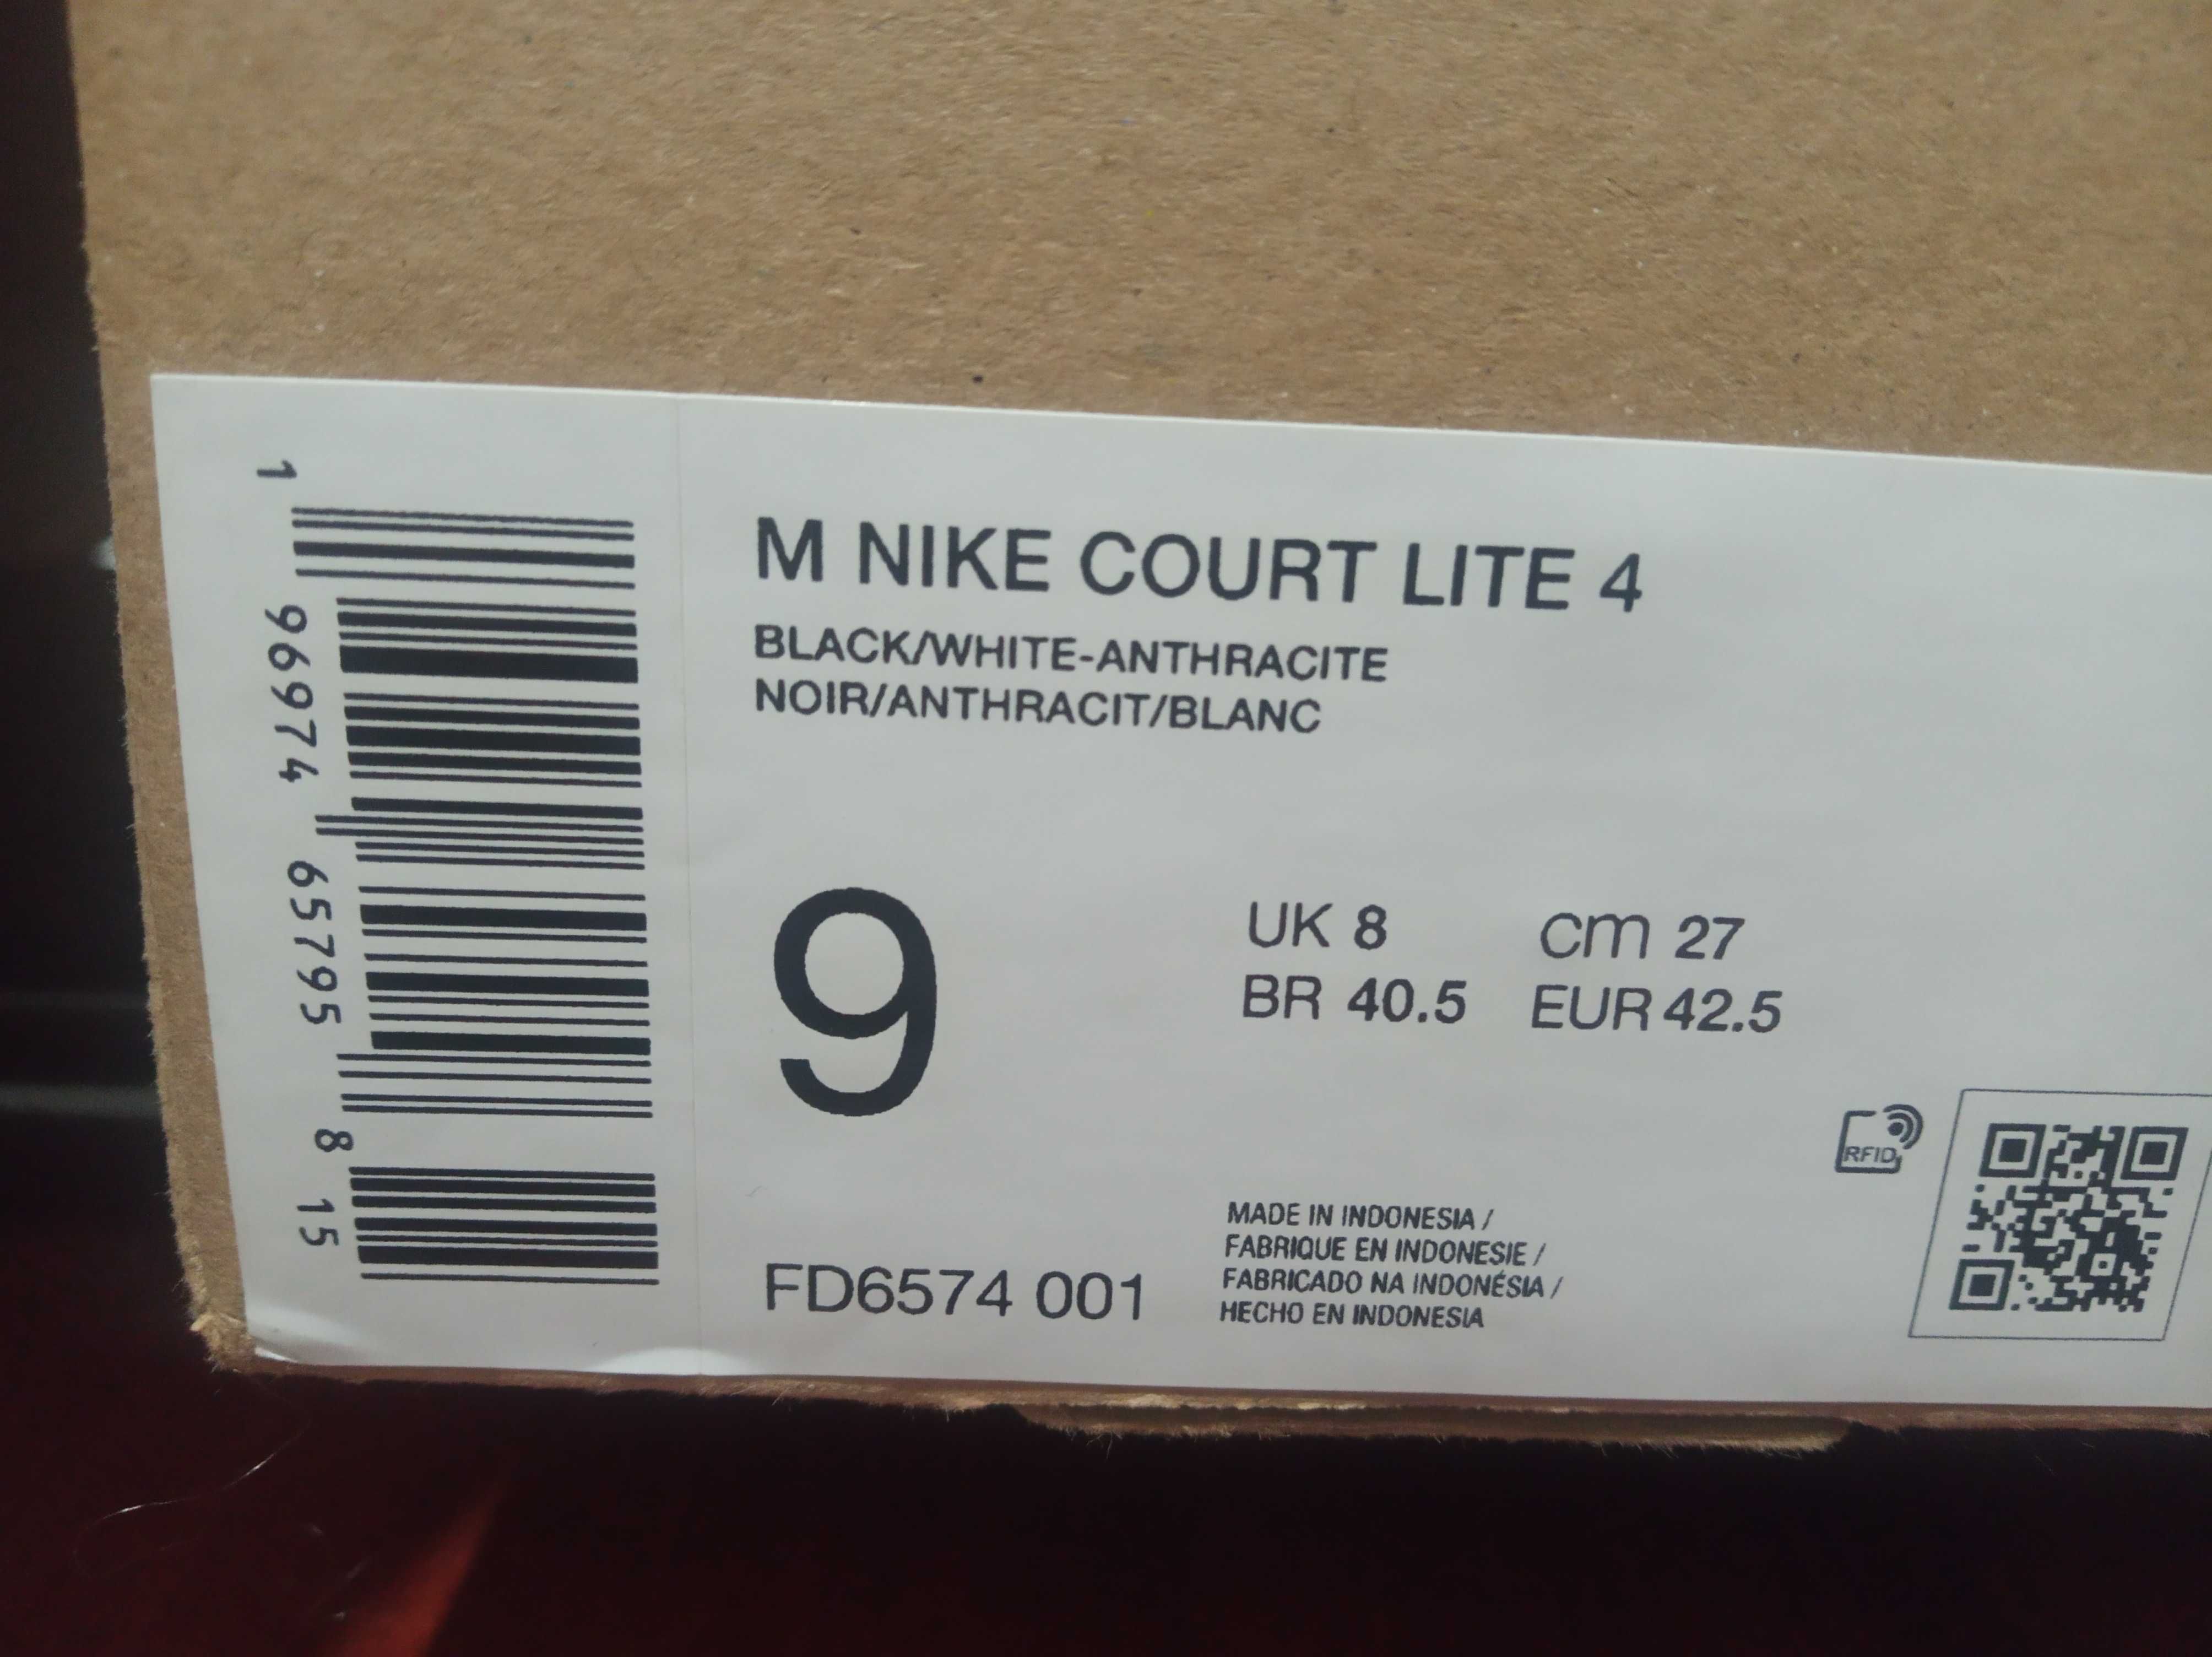 1 96974 65795 8 15
M NIKE COURT LITE 4
BLACK/WHITE-ANTHRACITE
NOIR/ANTHRACIT/BLANC
9
UK 8 cm 27
BR 40.5 EUR 42.5
RFID
FD6574 001
MADE IN INDONESIA /
FABRIQUE EN INDONESIE /
FABRICADO NA INDONÉSIA /
HECHO EN INDONESIA